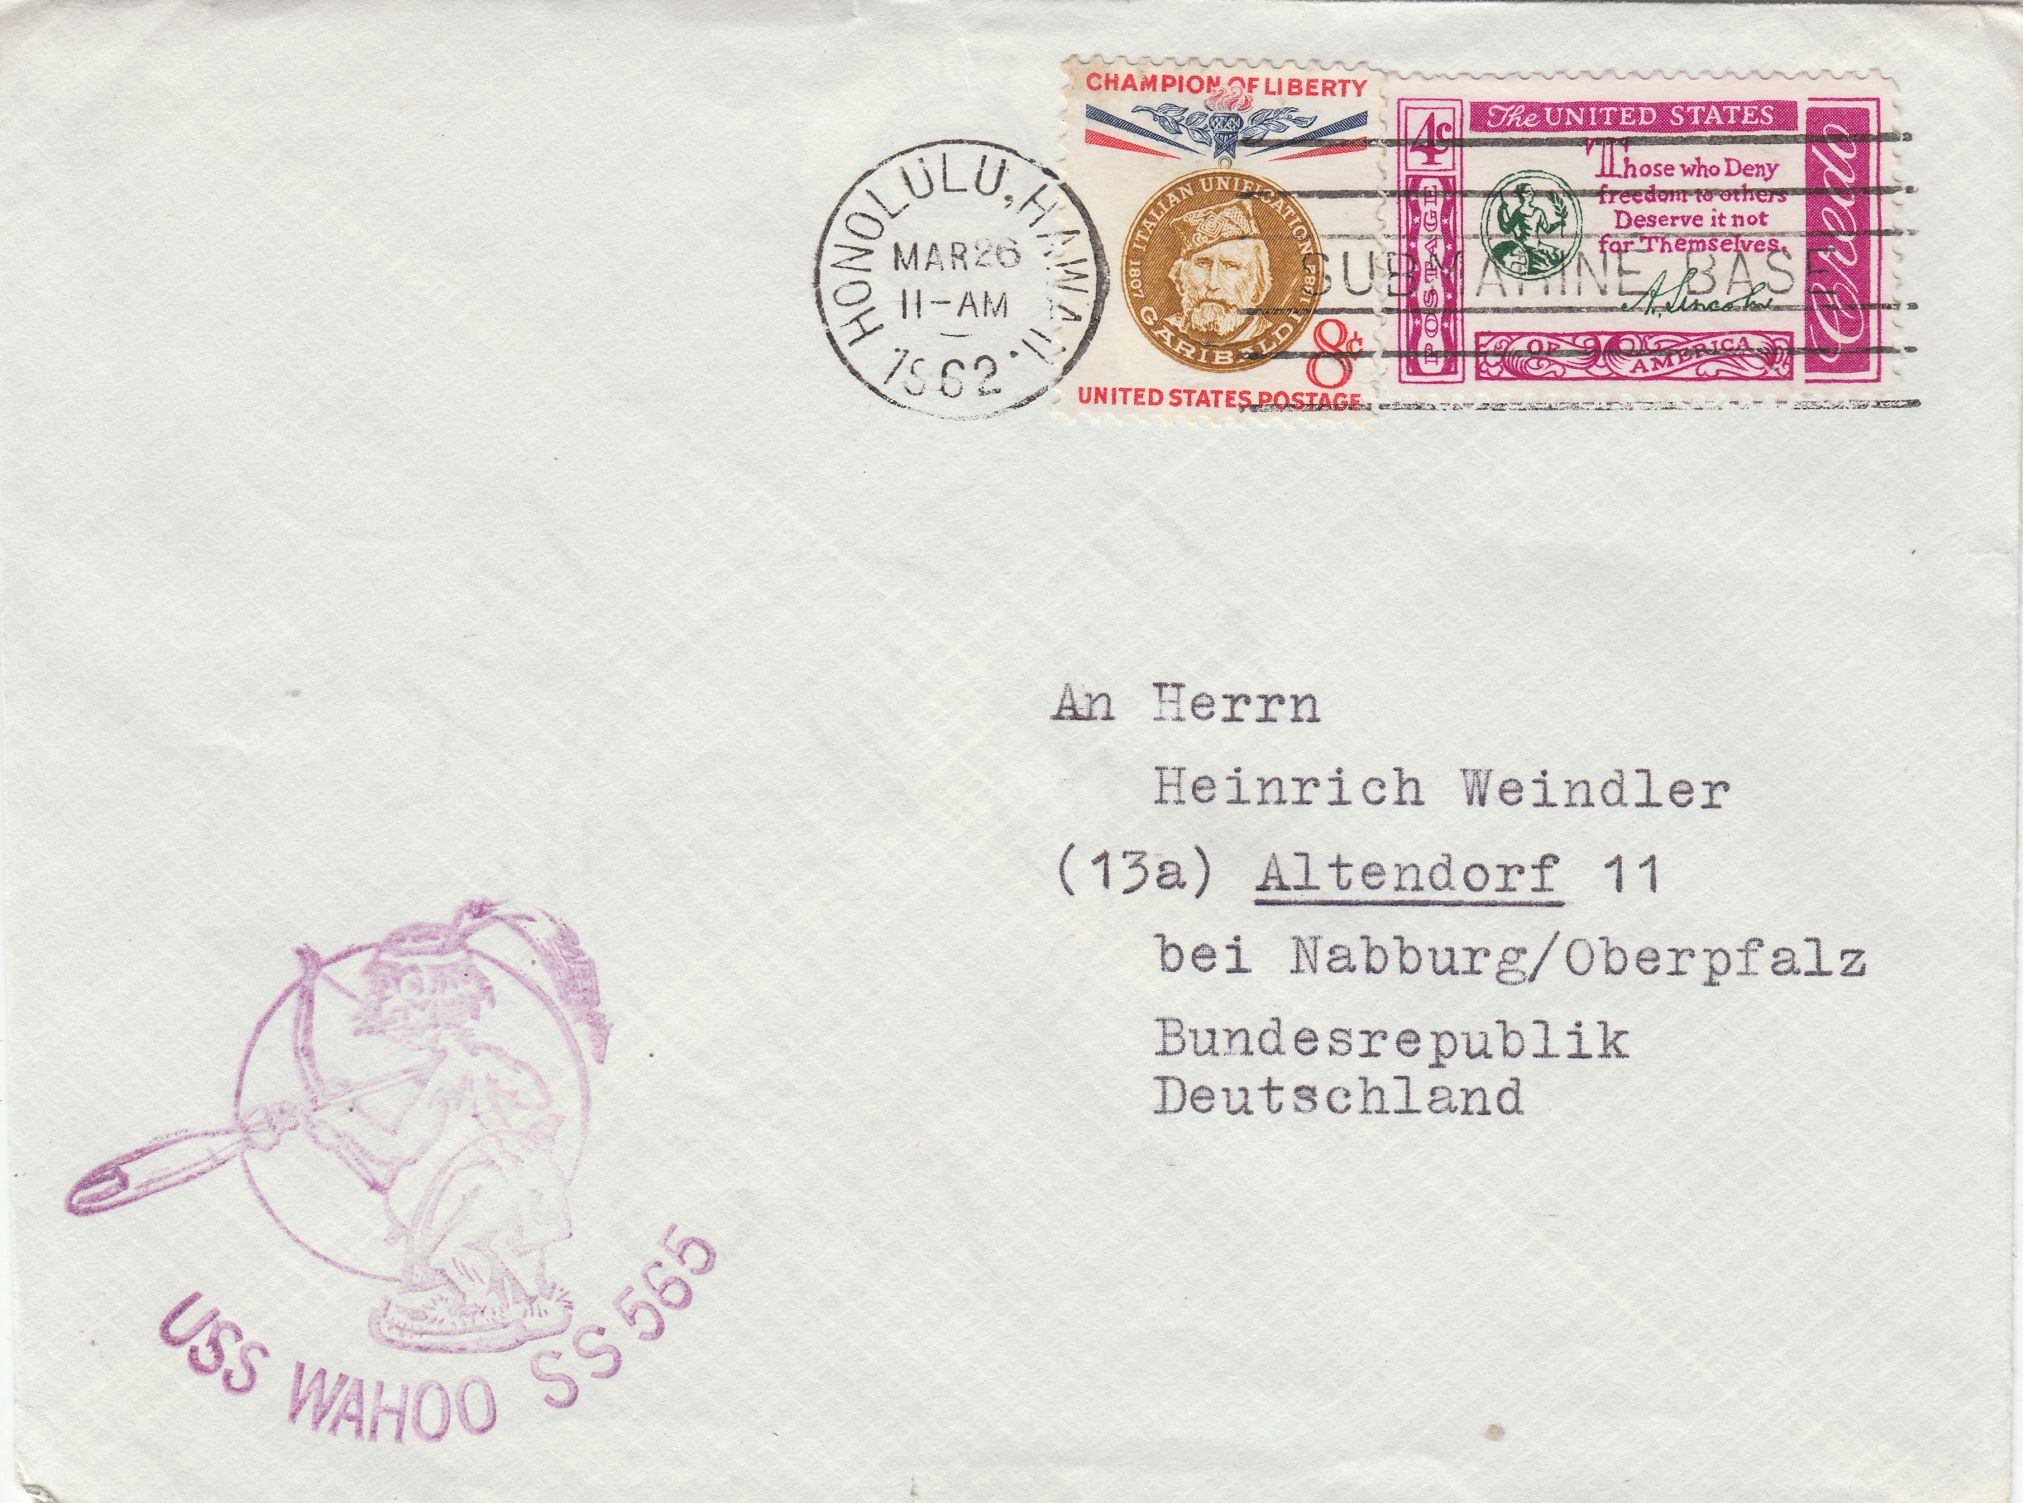 CHAMPION OF LIBERTY
ITALIAN UNIFICATION
1807 1882
GARIBALDI
8¢
UNITED STATES POSTAGE
4¢
POSTAGE
The UNITED STATES
Those who Deny
freedom to others
Deserve it not
for Themselves.
A. Lincoln
OF AMERICA
Credo
HONOLULU, HAWAII.
MAR 26
11-AM
1962
SUBMARINE BASE
An Herrn
Heinrich Weindler
(13a) Altendorf 11
bei Nabburg/Oberpfalz
Bundesrepublik
Deutschland
USS WAHOO SS565